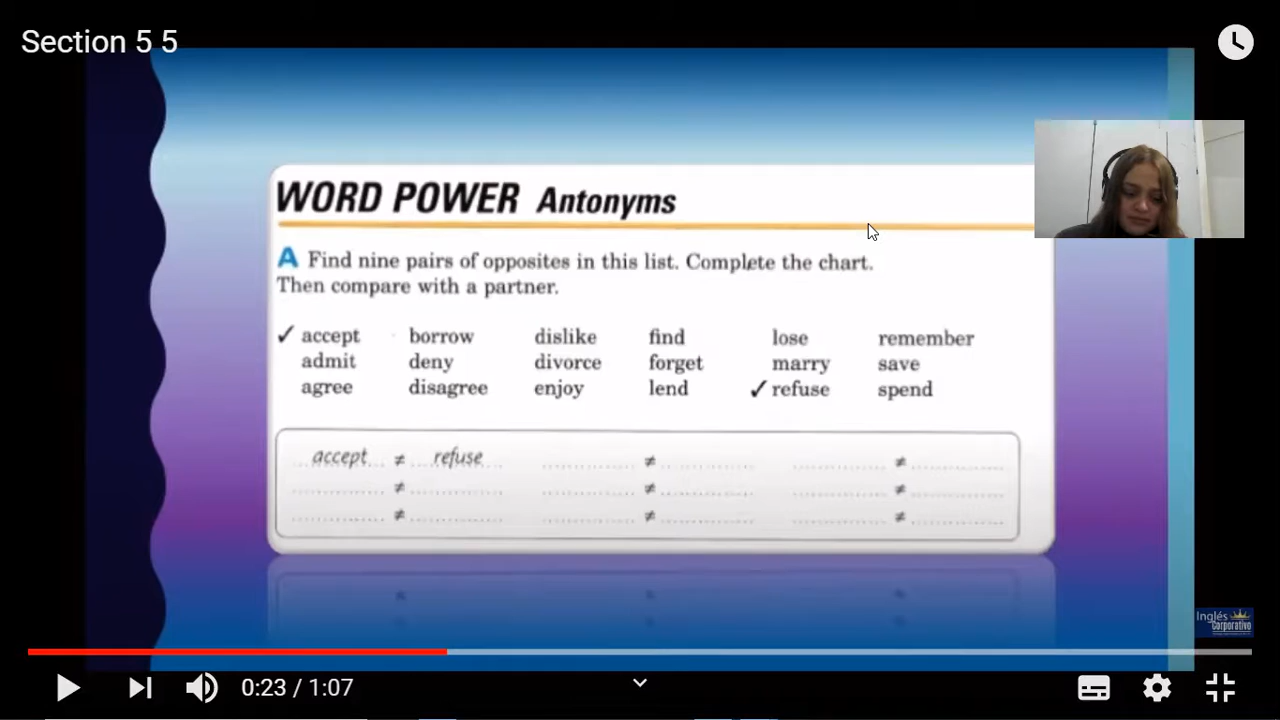 Section 5 5
WORD POWER Antonyms
A Find nine pairs of opposites in this list. Complete the chart.
Then compare with a partner.
✓ accept borrow dislike find lose remember
admit deny divorce forget marry save
agree disagree enjoy lend ✓ refuse spend
accept ≠ refuse ≠ ≠
≠ ≠ ≠
≠ ≠ ≠
Inglés
Corporativo
0:23 / 1:07